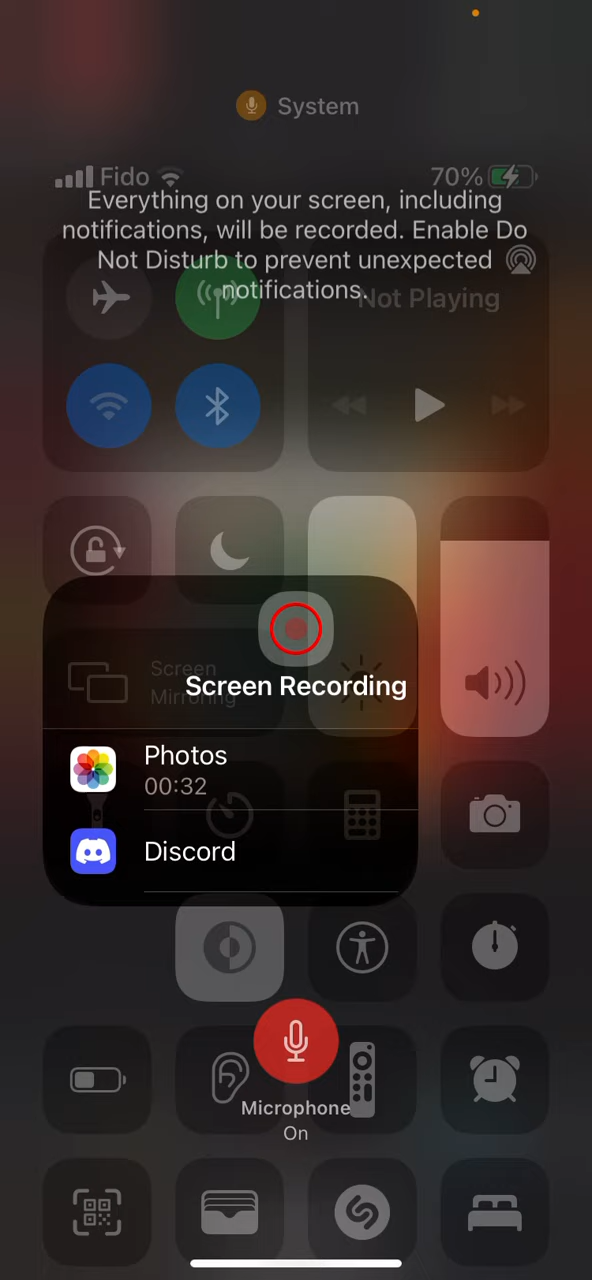 System
Fido
70%
Everything on your screen, including
notifications, will be recorded. Enable Do
Not Disturb to prevent unexpected
notifications.
Not Playing
Screen
Mirroring
Screen Recording
Photos
00:32
Discord
Microphone
On